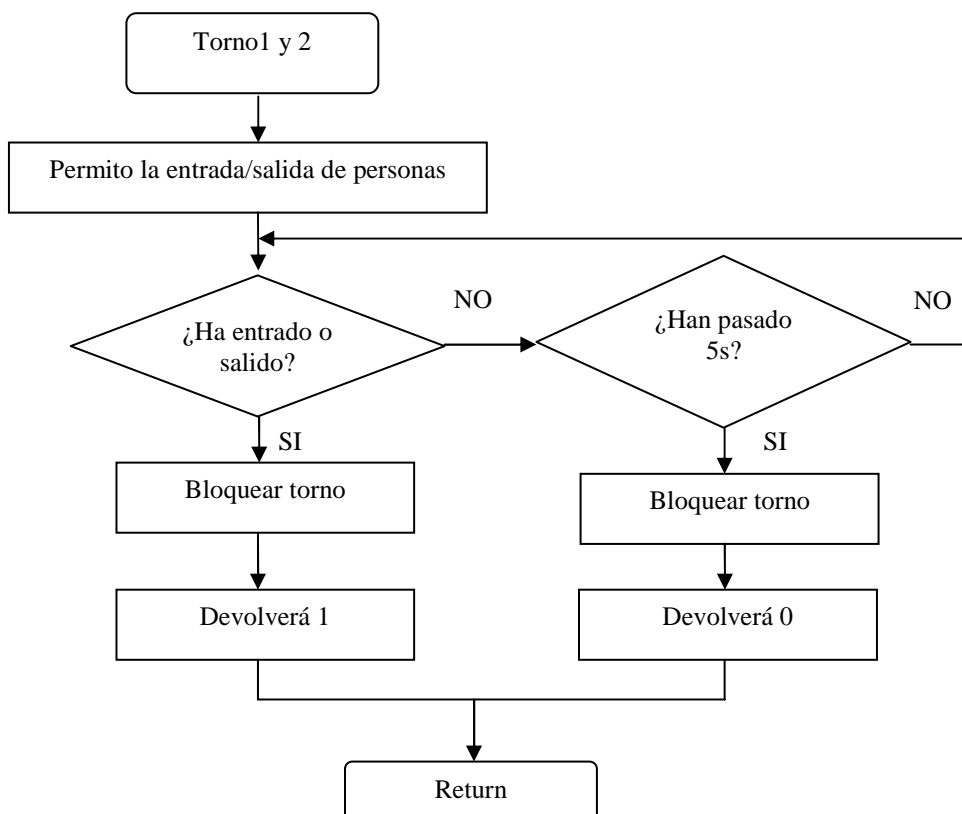 Torno1 y 2
Permito la entrada/salida de personas
¿Ha entrado o
salido?
NO
¿Han pasado
5s?
NO
SI
SI
Bloquear torno
Bloquear torno
Devolverá 1
Devolverá 0
Return